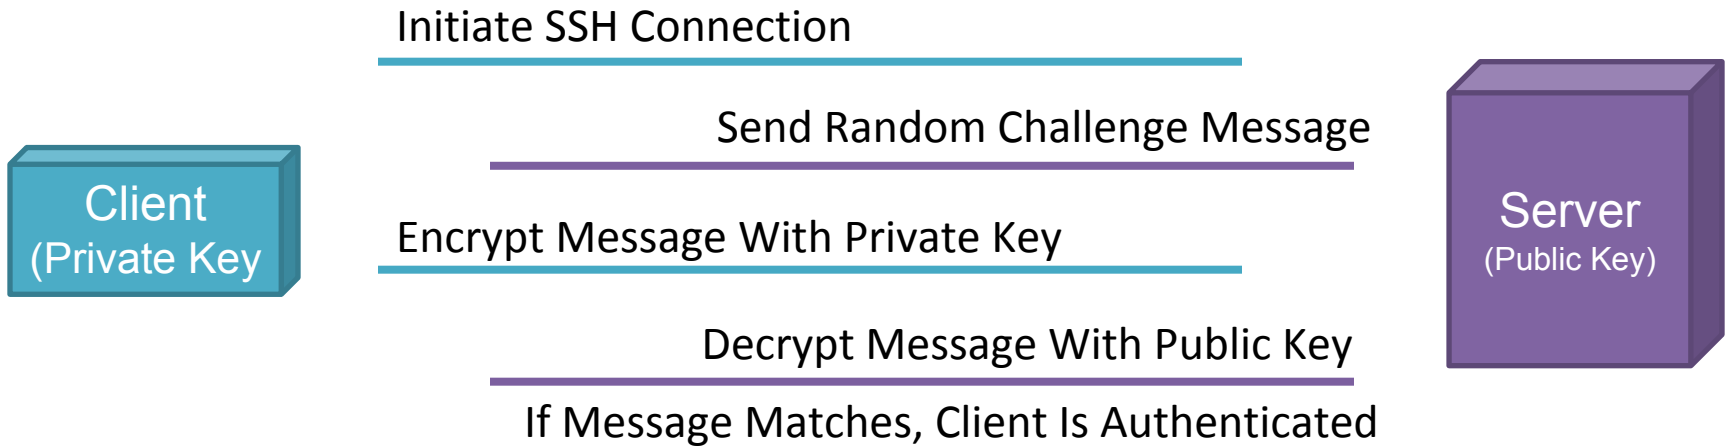 Initiate SSH Connection
Send Random Challenge Message
Client
(Private Key
Encrypt Message With Private Key
Server
(Public Key)
Decrypt Message With Public Key
If Message Matches, Client Is Authenticated